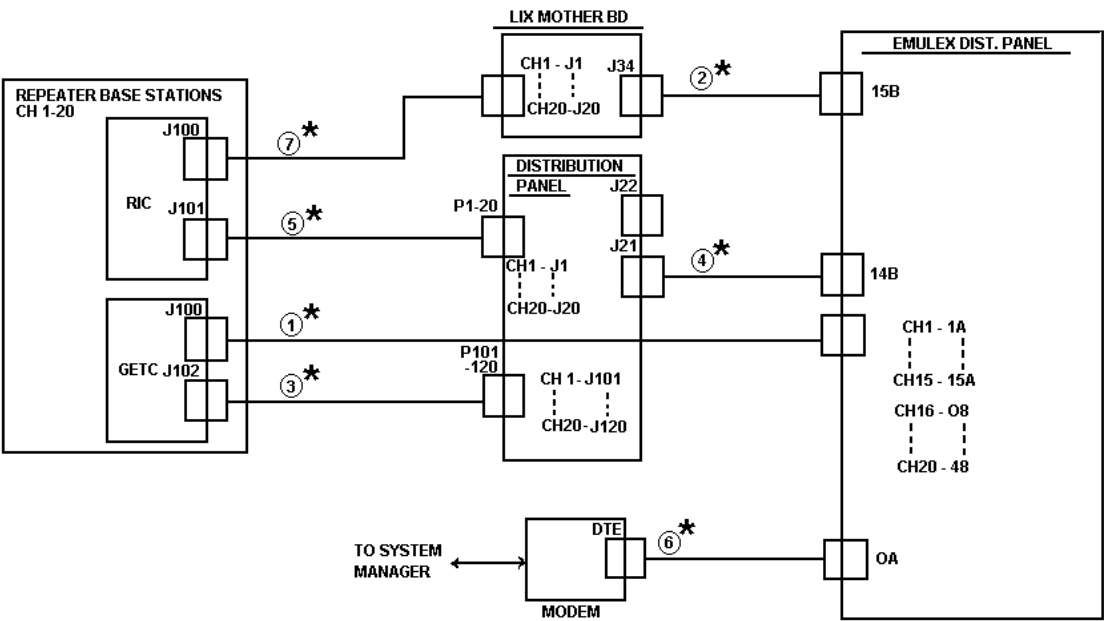 LIX MOTHER BD
EMULEX DIST. PANEL
CH1 - J1
J34
CH20-J20
2*
15B
REPEATER BASE STATIONS
CH 1-20
J100
7*
RIC
J101
5*
DISTRIBUTION
PANEL
J22
P1-20
J21
CH1 - J1
CH20-J20
4*
14B
J100
1*
GETC
J102
3*
P101
-120
CH 1- J101
CH20- J120
CH1 - 1A
CH15 - 15A
CH16 - O8
CH20 - 48
TO SYSTEM
MANAGER
DTE
MODEM
6*
OA